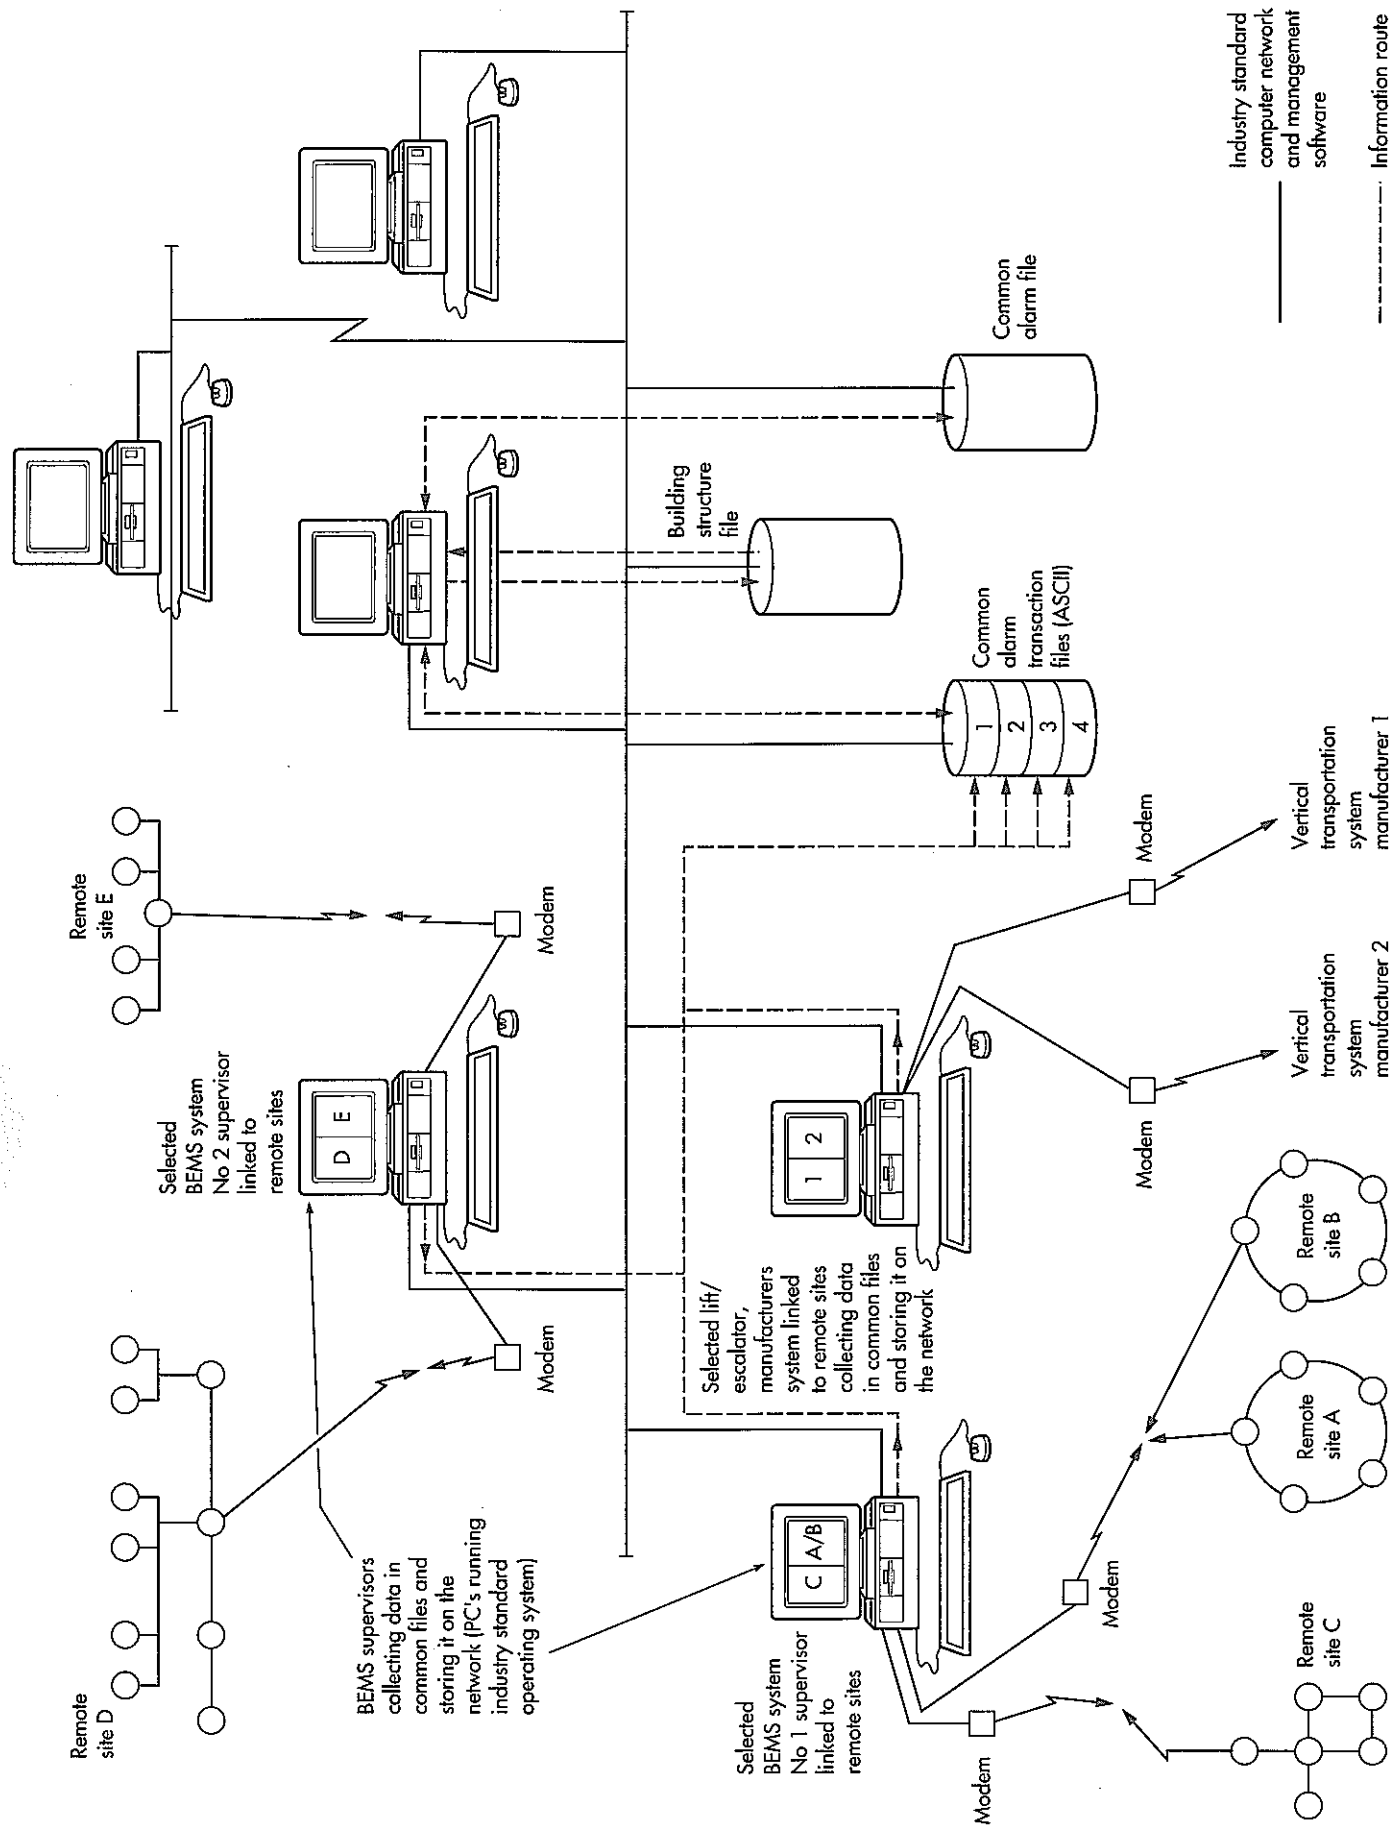 Remote
site D
Remote
site E
Selected
BEMS system
No 2 supervisor
linked to
remote sites
D
E
Modem
Modem
BEMS supervisors
collecting data in
common files and
storing it on the
network (PC's running
industry standard
operating system)
Building
structure
file
Selected
BEMS system
No 1 supervisor
linked to
remote sites
C
A/B
Selected lift/
escalator,
manufacturers
system linked
to remote sites
collecting data
in common files
and storing it on
the network
1
2
1
2
3
4
Common
alarm
transaction
files (ASCII)
Common
alarm file
Modem
Modem
Modem
Modem
Remote
site C
Remote
site A
Remote
site B
Vertical
transportation
system
manufacturer 2
Vertical
transportation
system
manufacturer 1
Industry standard
computer network
and management
software
Information route